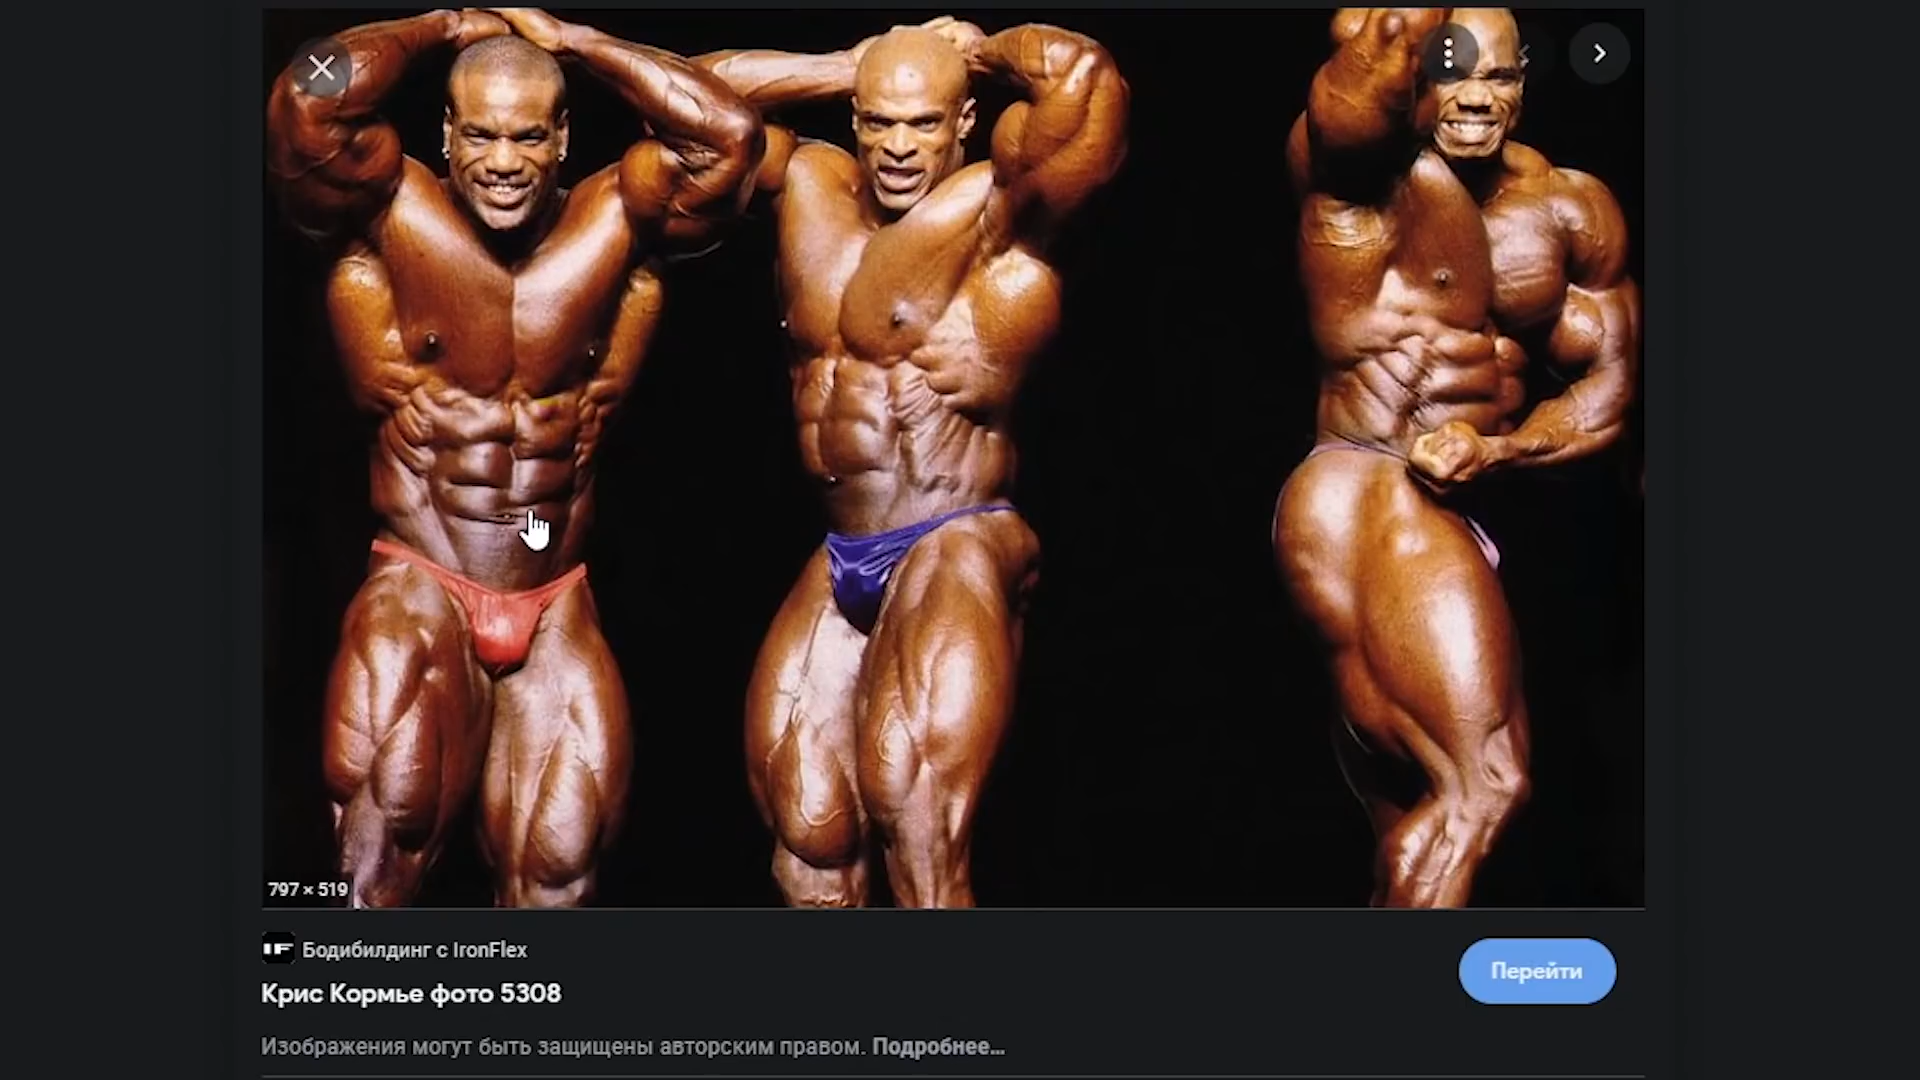 797 × 519
IF Бодибилдинг с IronFlex
Крис Кормье фото 5308
Перейти
Изображения могут быть защищены авторским правом. Подробнее...